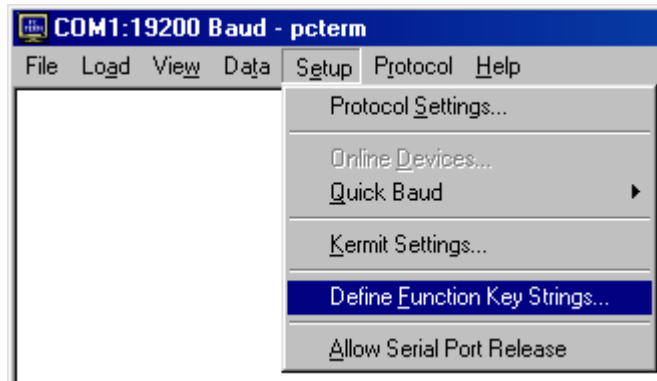 COM1:19200 Baud - pcterm
File Load View Data Setup Protocol Help
Protocol Settings...
Online Devices...
Quick Baud
Kermit Settings...
Define Function Key Strings...
Allow Serial Port Release